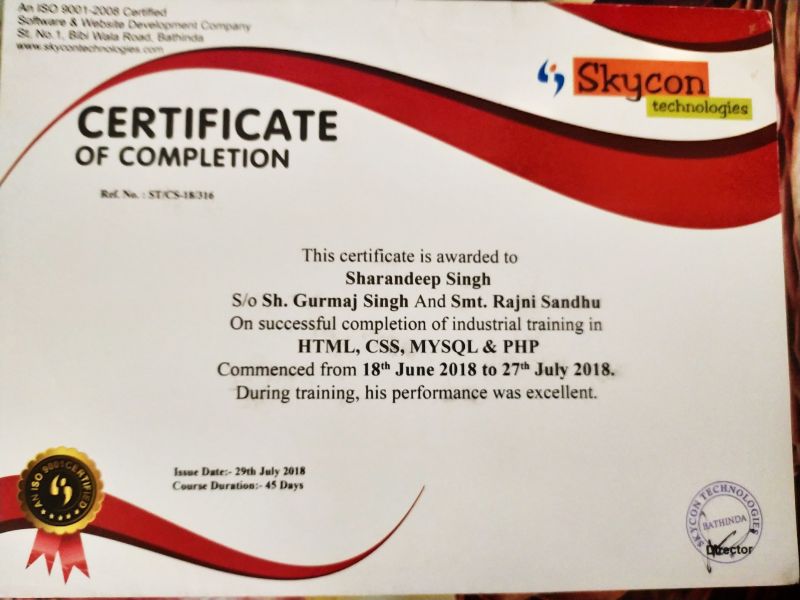 An ISO 9001-2008 Certified
Software & Website Development Company
St. No.1, Bibi Wala Road, Bathinda
www.skycontechnologies.com
Skycon
technologies
CERTIFICATE
OF COMPLETION
Ref. No. : ST/CS-18/316
This certificate is awarded to
Sharandeep Singh
S/o Sh. Gurmaj Singh And Smt. Rajni Sandhu
On successful completion of industrial training in
HTML, CSS, MYSQL & PHP
Commenced from 18th June 2018 to 27th July 2018.
During training, his performance was excellent.
Issue Date:- 29th July 2018
Course Duration:- 45 Days
AN ISO 9001 CERTIFIED
SKYCON TECHNOLOGIES
BATHINDA
Director